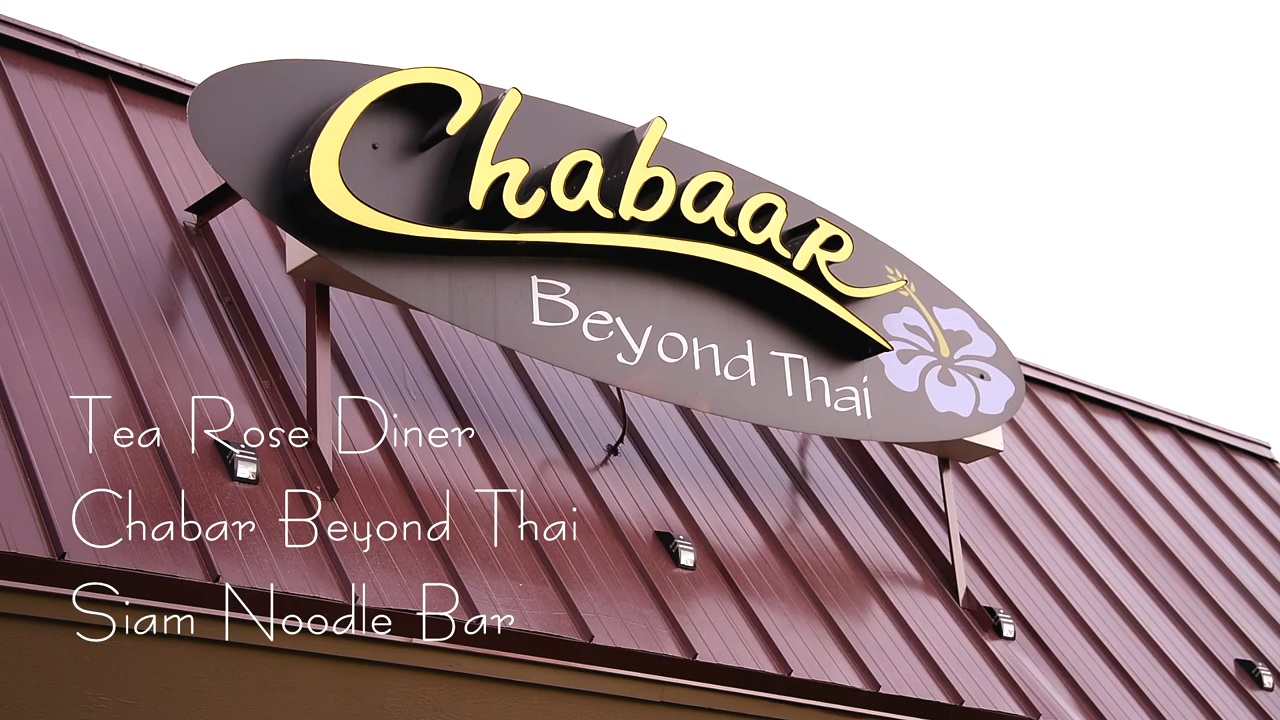 Chabaar
Beyond Thai
Tea Rose Diner
Chabar Beyond Thai
Siam Noodle Bar